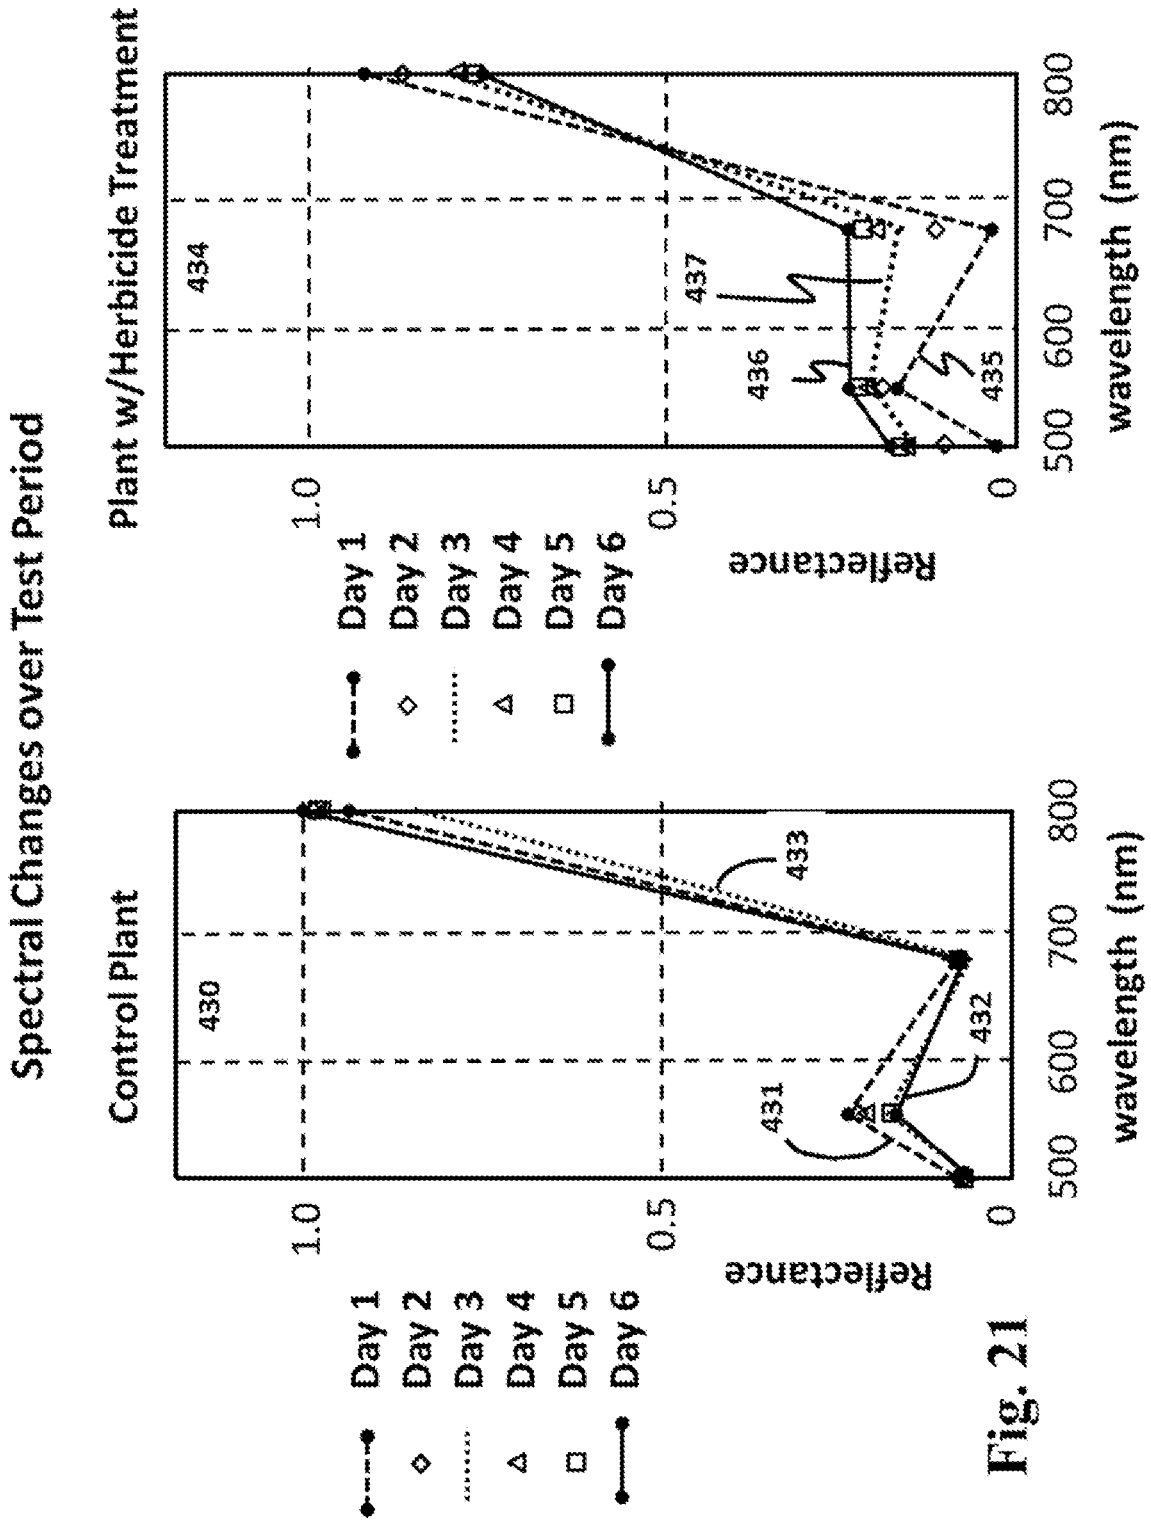 Spectral Changes over Test Period
Control Plant
430
1.0
0.5
0
Reflectance
431
432
433
500 600 700 800
wavelength (nm)
Day 1
Day 2
Day 3
Day 4
Day 5
Day 6
Plant w/Herbicide Treatment
434
1.0
0.5
0
Reflectance
436
437
435
500 600 700 800
wavelength (nm)
Day 1
Day 2
Day 3
Day 4
Day 5
Day 6
Fig. 21